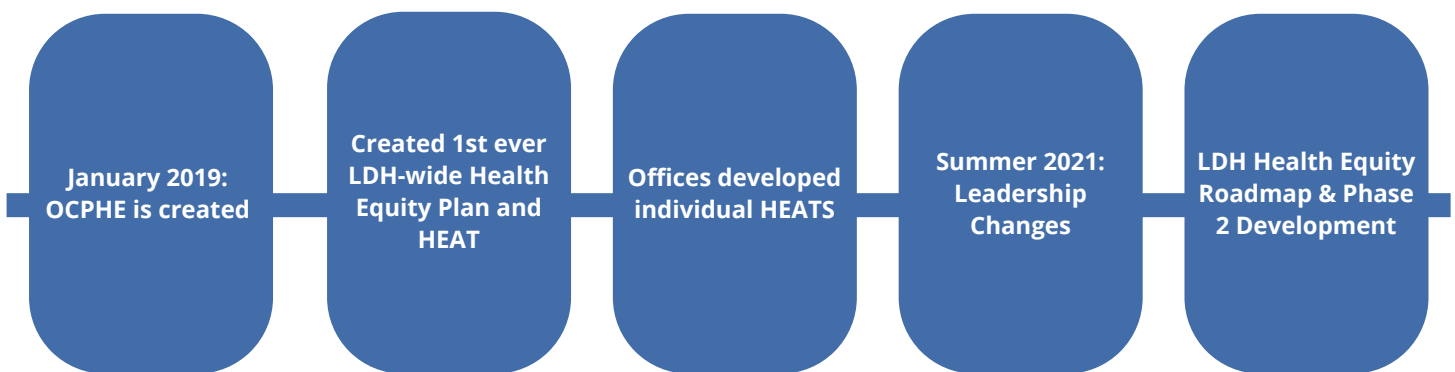 January 2019:
OCPHE is created
Created 1st ever
LDH-wide Health
Equity Plan and
HEAT
Offices developed
individual HEATS
Summer 2021:
Leadership
Changes
LDH Health Equity
Roadmap & Phase
2 Development